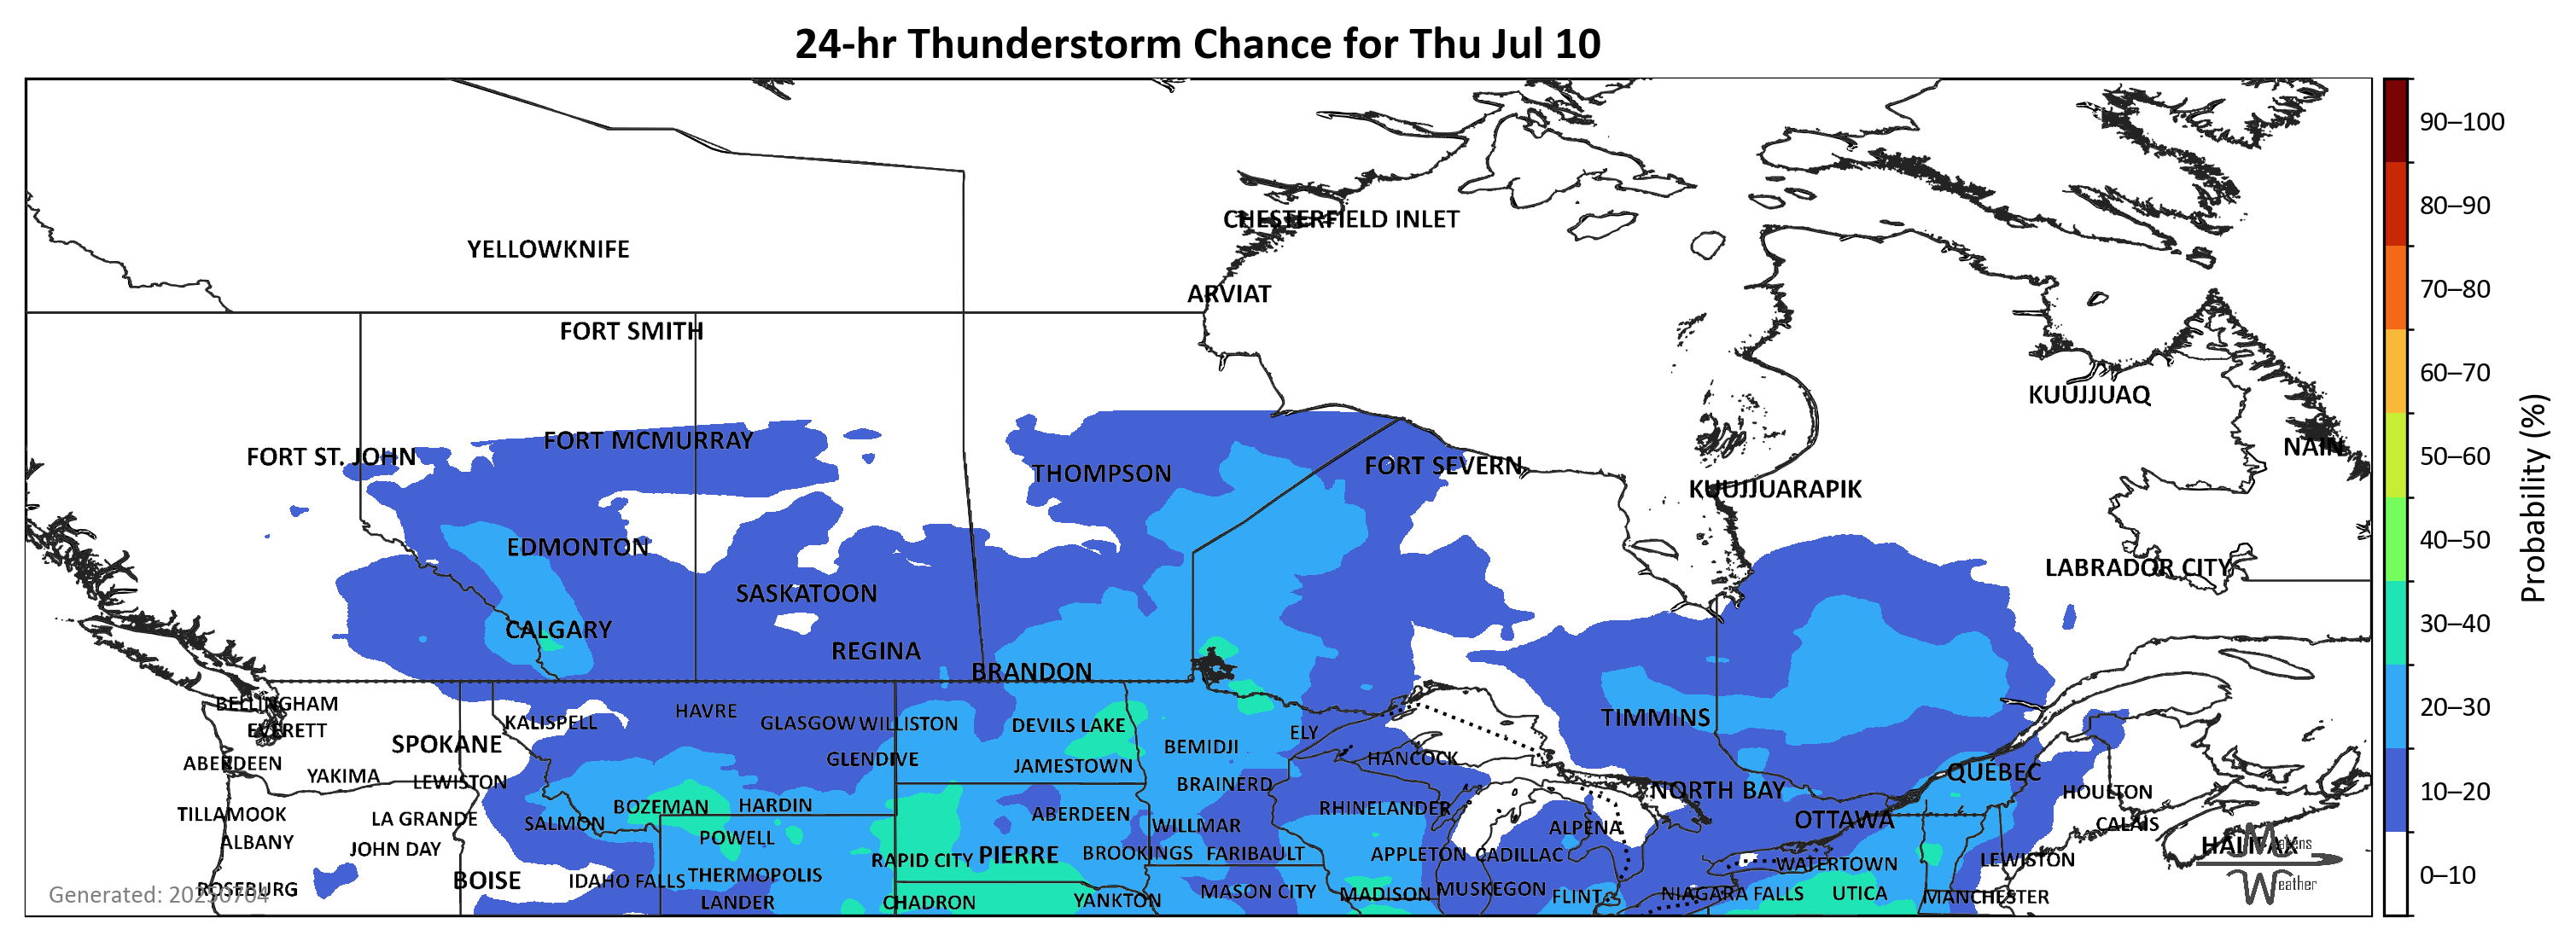 24-hr Thunderstorm Chance for Thu Jul 10
90–100
80–90
CHESTERFIELD INLET
YELLOWKNIFE
70–80
ARVIAT
FORT SMITH
60–70
KUUJJUAQ
FORT MCMURRAY
NAIN
FORT ST. JOHN
50–60
FORT SEVERN
THOMPSON
KUUJJUARAPIK
Probability (%)
40–50
EDMONTON
LABRADOR CITY
SASKATOON
30–40
CALGARY
REGINA
BRANDON
BELLINGHAM
20–30
HAVRE
TIMMINS
KALISPELL
GLASGOW WILLISTON
DEVILS LAKE
EVERETT
ELY
SPOKANE
BEMIDJI
GLENDIVE
HANCOCK
ABERDEEN
JAMESTOWN
QUÉBEC
YAKIMA
LEWISTON
BRAINERD
NORTH BAY
HOULTON
10–20
BOZEMAN
HARDIN
RHINELANDER
TILLAMOOK
ABERDEEN
LA GRANDE
OTTAWA
SALMON
WILLMAR
ALPENA
CALAIS
POWELL
ALBANY
HALIFAX
Matens
Weather
JOHN DAY
BROOKINGS
FARIBAULT
APPLETON
CADILLAC
PIERRE
RAPID CITY
LEWISTON
WATERTOWN
THERMOPOLIS
0–10
BOISE
IDAHO FALLS
ROSEBURG
MUSKEGON
MASON CITY
MADISON
NIAGARA FALLS
UTICA
Generated: 20250704
FLINT
MANCHESTER
YANKTON
LANDER
CHADRON